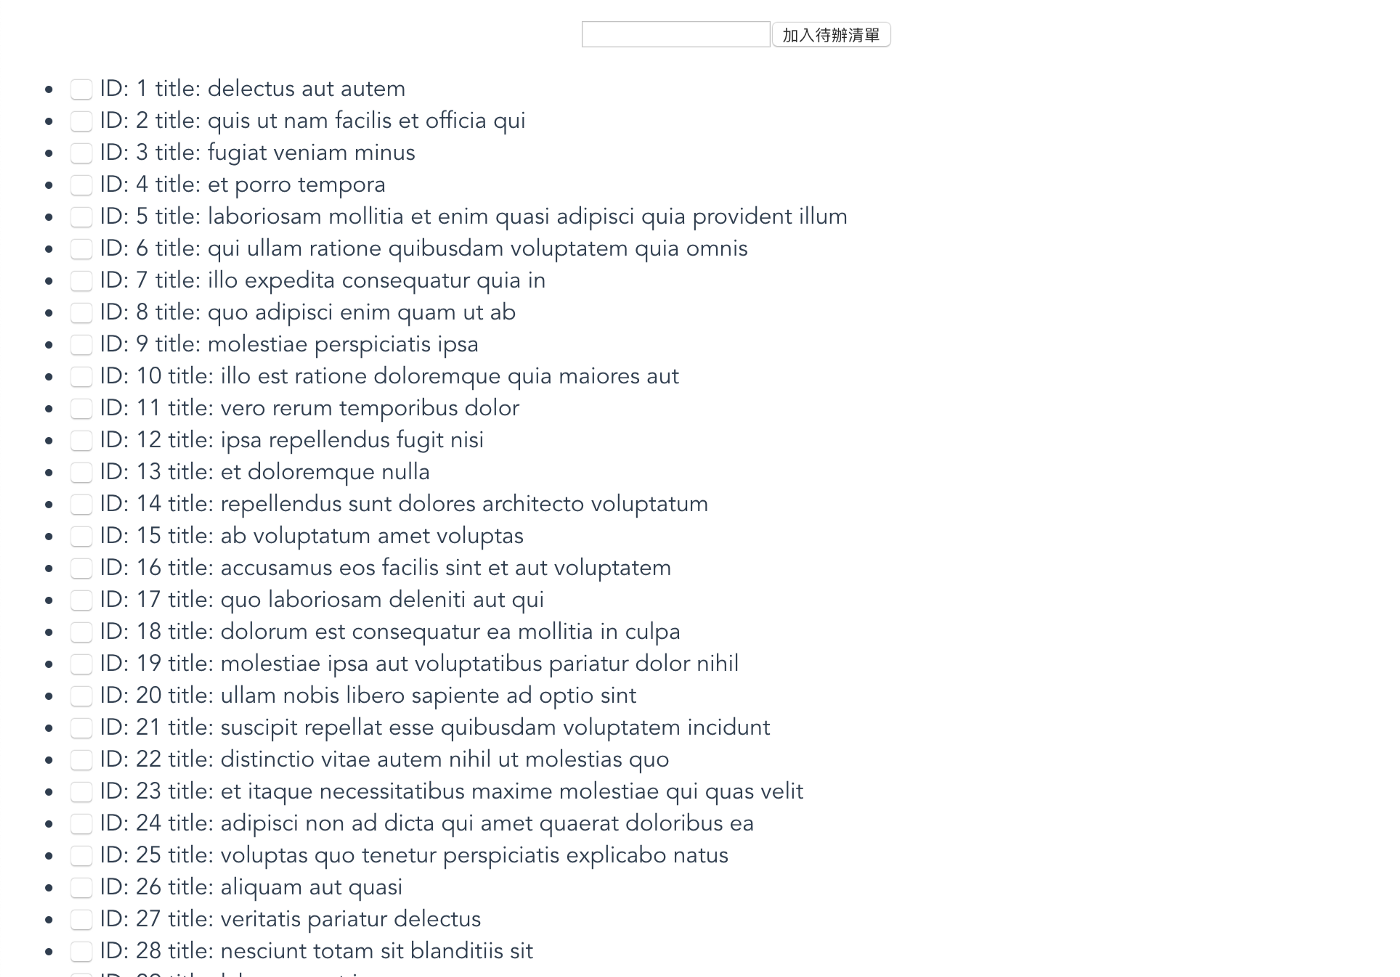 加入待辦清單
ID: 1 title: delectus aut autem
ID: 2 title: quis ut nam facilis et officia qui
ID: 3 title: fugiat veniam minus
ID: 4 title: et porro tempora
ID: 5 title: laboriosam mollitia et enim quasi adipisci quia provident illum
ID: 6 title: qui ullam ratione quibusdam voluptatem quia omnis
ID: 7 title: illo expedita consequatur quia in
ID: 8 title: quo adipisci enim quam ut ab
ID: 9 title: molestiae perspiciatis ipsa
ID: 10 title: illo est ratione doloremque quia maiores aut
ID: 11 title: vero rerum temporibus dolor
ID: 12 title: ipsa repellendus fugit nisi
ID: 13 title: et doloremque nulla
ID: 14 title: repellendus sunt dolores architecto voluptatum
ID: 15 title: ab voluptatum amet voluptas
ID: 16 title: accusamus eos facilis sint et aut voluptatem
ID: 17 title: quo laboriosam deleniti aut qui
ID: 18 title: dolorum est consequatur ea mollitia in culpa
ID: 19 title: molestiae ipsa aut voluptatibus pariatur dolor nihil
ID: 20 title: ullam nobis libero sapiente ad optio sint
ID: 21 title: suscipit repellat esse quibusdam voluptatem incidunt
ID: 22 title: distinctio vitae autem nihil ut molestias quo
ID: 23 title: et itaque necessitatibus maxime molestiae qui quas velit
ID: 24 title: adipisci non ad dicta qui amet quaerat doloribus ea
ID: 25 title: voluptas quo tenetur perspiciatis explicabo natus
ID: 26 title: aliquam aut quasi
ID: 27 title: veritatis pariatur delectus
ID: 28 title: nesciunt totam sit blanditiis sit